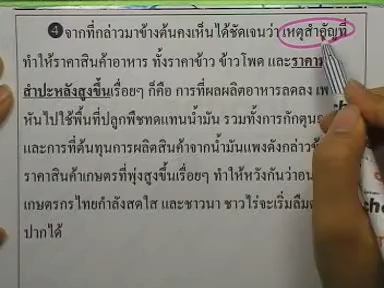 4 จากที่กล่าวมาข้างต้นคงเห็นได้ชัดเจนว่า เหตุสำคัญที่
ทำให้ราคาสินค้าอาหาร ทั้งราคาข้าว ข้าวโพด และราคา
สำปะหลังสูงขึ้นเรื่อยๆ ก็คือ การที่ผลผลิตอาหารลดลง
หันไปใช้พื้นที่ปลูกพืชทดแทนน้ำมัน รวมทั้งการกักตุน
และการที่ต้นทุนการผลิตสินค้าจากน้ำมันแพงดังกล่าว
ราคาสินค้าเกษตรที่พุ่งสูงขึ้นเรื่อยๆ ทำให้หวังกันว่า
เกษตรกรไทยกำลังสดใส และชาวนา ชาวไร่จะเริ่ม
ปากได้